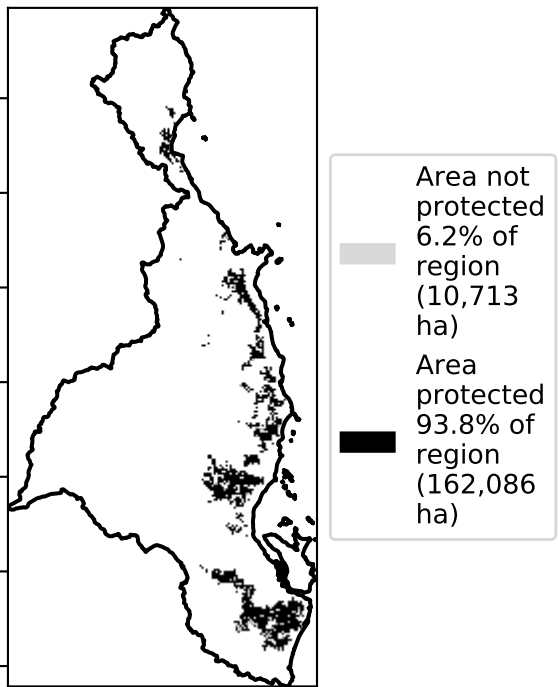 Area not
protected
6.2% of
region
(10,713
ha)
Area
protected
93.8% of
region
(162,086
ha)